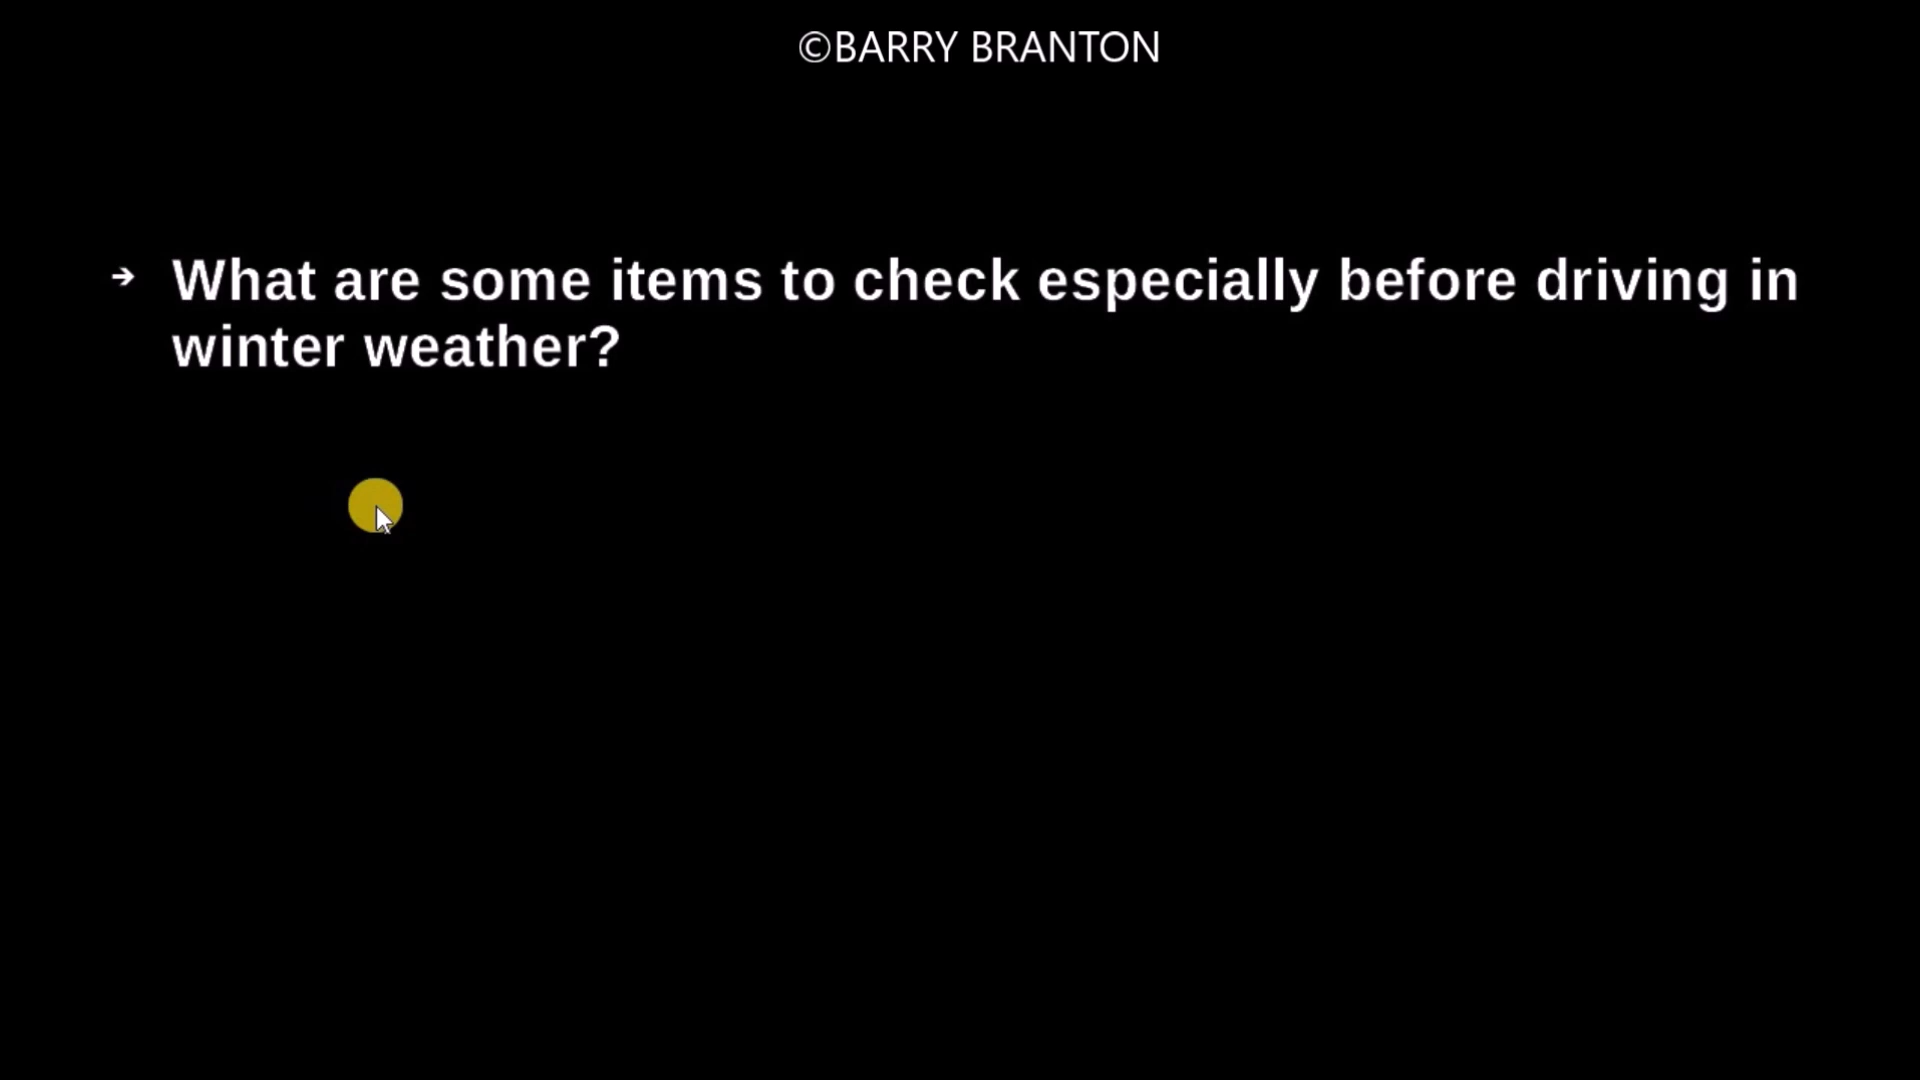 ©BARRY BRANTON
➔ What are some items to check especially before driving in
winter weather?